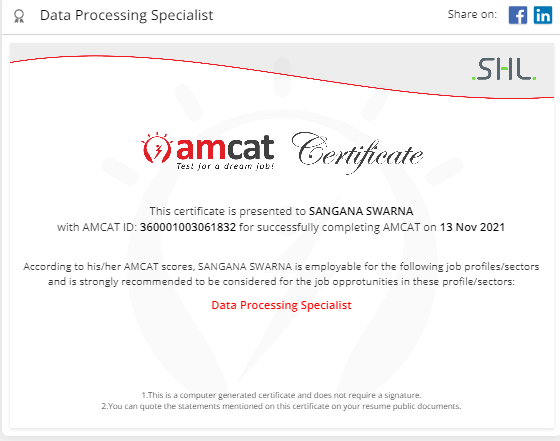 Data Processing Specialist
Share on:
.SHL.
amcat
Test for a dream job!
Certificate
This certificate is presented to SANGANA SWARNA
with AMCAT ID: 360001003061832 for successfully completing AMCAT on 13 Nov 2021
According to his/her AMCAT scores, SANGANA SWARNA is employable for the following job profiles/sectors
and is strongly recommended to be considered for the job opprotunities in these profile/sectors:
Data Processing Specialist
1.This is a computer generated certificate and does not require a signature.
2.You can quote the statements mentioned on this certificate on your resume public documents.